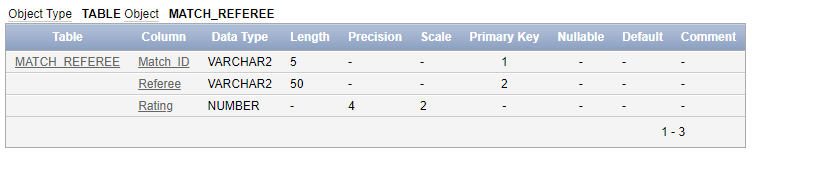 Object Type TABLE Object MATCH_REFEREE
Table Column Data Type Length Precision Scale Primary Key Nullable Default Comment
MATCH_REFEREE Match_ID VARCHAR2 5 - - 1 - - -
Referee VARCHAR2 50 - - 2 - - -
Rating NUMBER - 4 2 - - - -
1 - 3